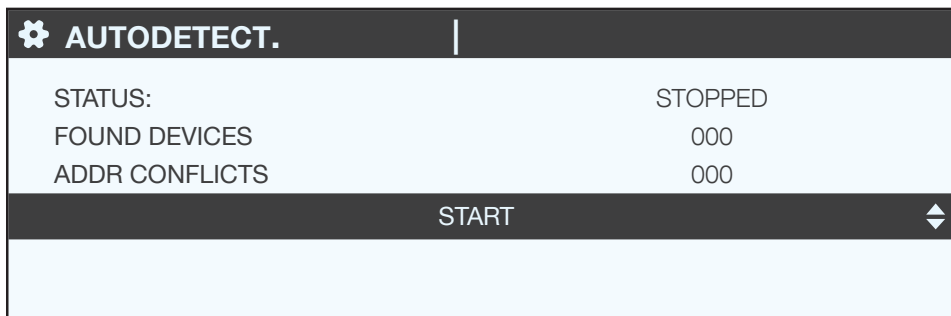 AUTODETECT.
STATUS: STOPPED
FOUND DEVICES 000
ADDR CONFLICTS 000
START